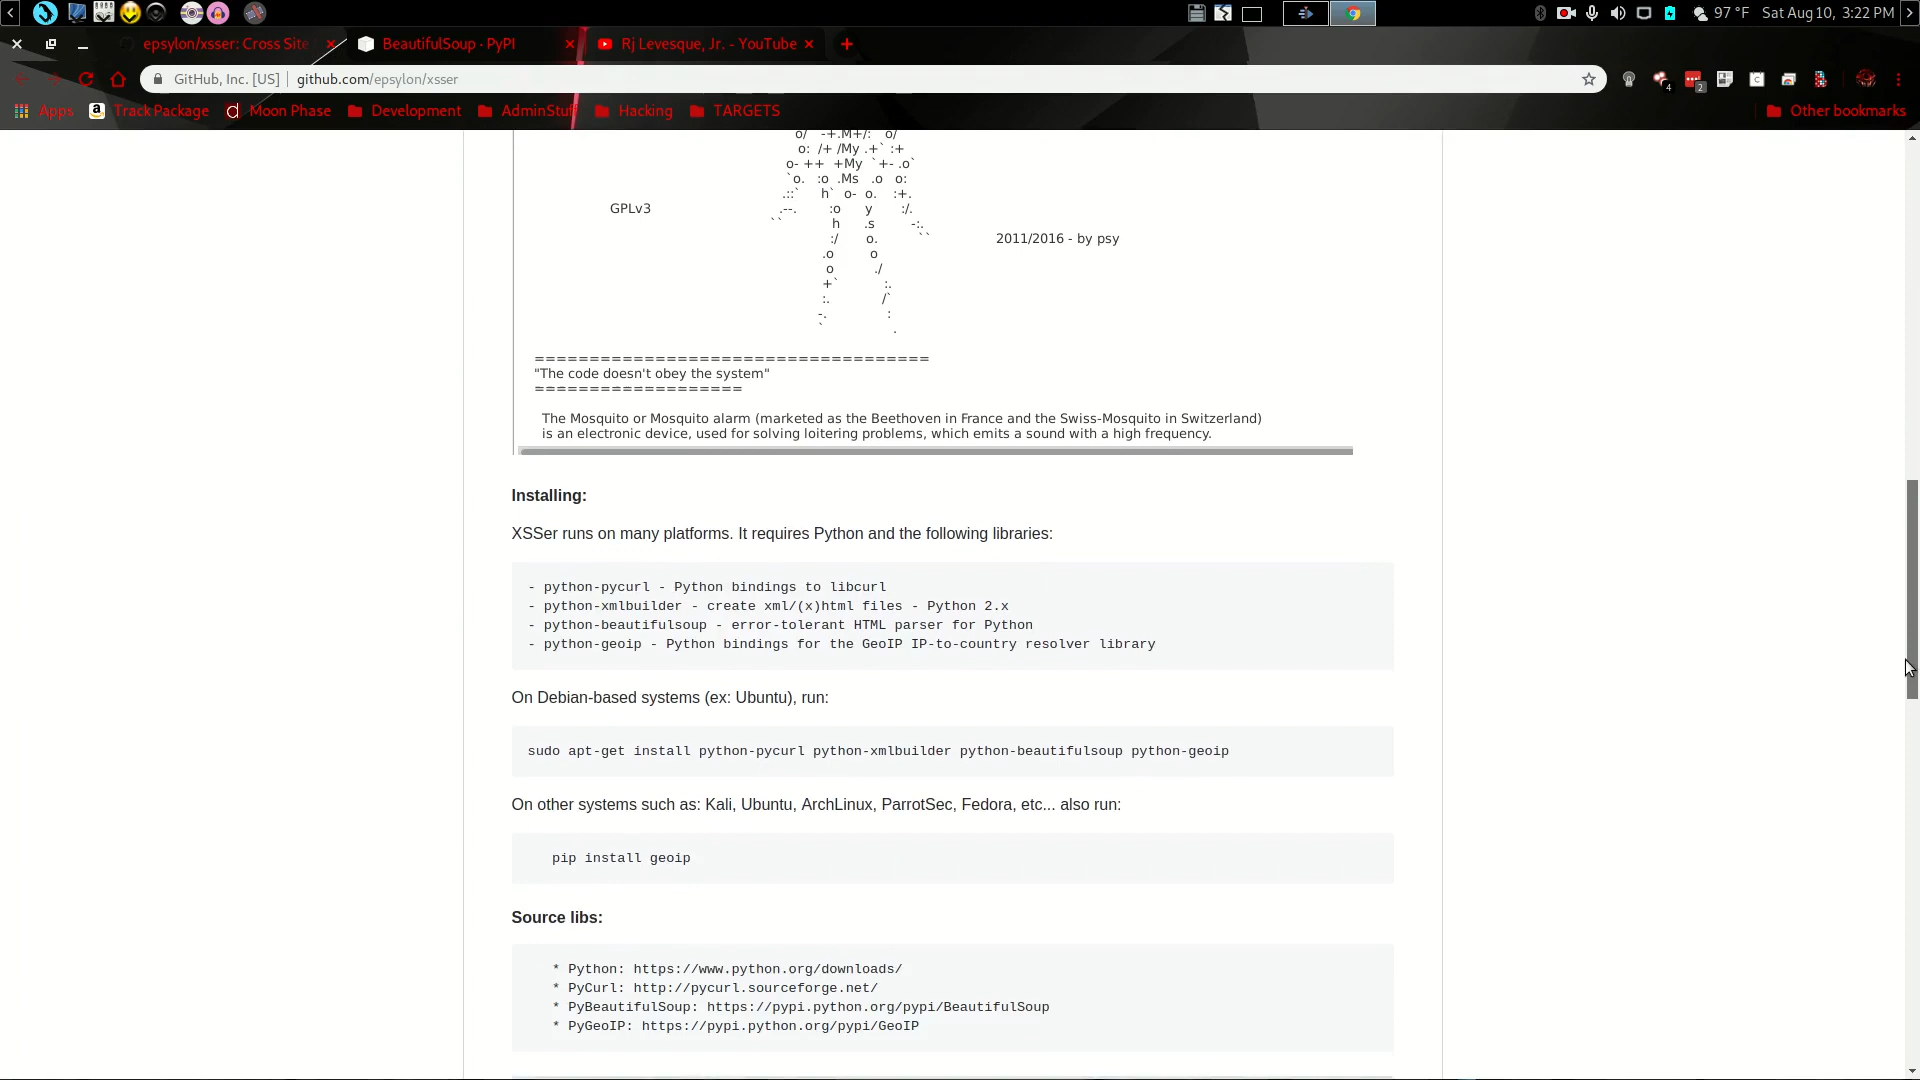 97 °F Sat Aug 10, 3:22 PM
epsylon/xsser: Cross Site
BeautifulSoup · PyPI
Rj Levesque, Jr. - YouTube
GitHub, Inc. [US]
github.com/epsylon/xsser
4
2
Apps
Track Package
Moon Phase
Development
AdminStuff
Hacking
TARGETS
Other bookmarks
o/ -+.M+/: o/
o: /+ /My .+` :+
o- ++ +My `+- .o`
`o. :o .Ms .o o:
.::` h` o- o. :+.
GPLv3 .--. :o y :/.
`` h .s -:.
:/ o. `` 2011/2016 - by psy
.o o
o ./
+` :.
:. /`
-. :
` .
====================================
"The code doesn't obey the system"
===================
The Mosquito or Mosquito alarm (marketed as the Beethoven in France and the Swiss-Mosquito in Switzerland)
is an electronic device, used for solving loitering problems, which emits a sound with a high frequency.
Installing:
XSSer runs on many platforms. It requires Python and the following libraries:
- python-pycurl - Python bindings to libcurl
- python-xmlbuilder - create xml/(x)html files - Python 2.x
- python-beautifulsoup - error-tolerant HTML parser for Python
- python-geoip - Python bindings for the GeoIP IP-to-country resolver library
On Debian-based systems (ex: Ubuntu), run:
sudo apt-get install python-pycurl python-xmlbuilder python-beautifulsoup python-geoip
On other systems such as: Kali, Ubuntu, ArchLinux, ParrotSec, Fedora, etc... also run:
pip install geoip
Source libs:
* Python: https://www.python.org/downloads/
* PyCurl: http://pycurl.sourceforge.net/
* PyBeautifulSoup: https://pypi.python.org/pypi/BeautifulSoup
* PyGeoIP: https://pypi.python.org/pypi/GeoIP